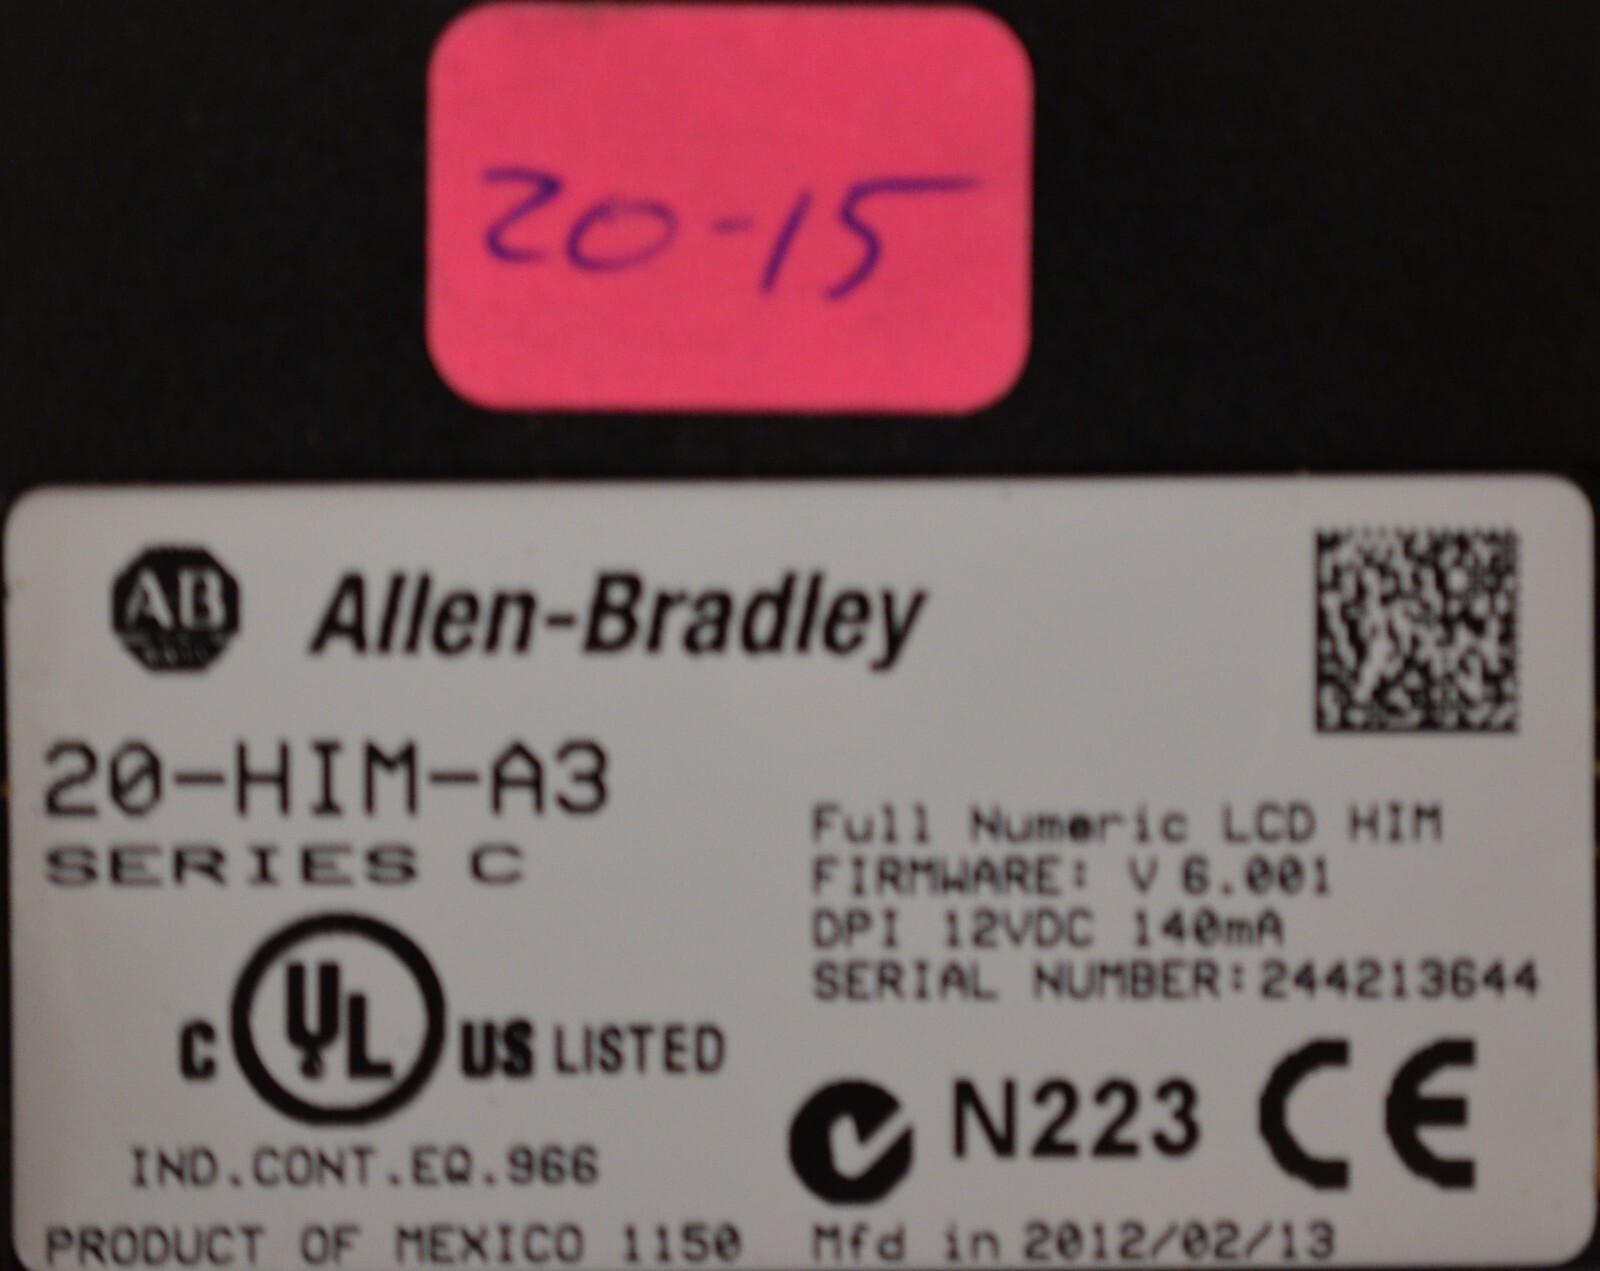 20-15
AB
Allen-Bradley
20-HIM-A3
SERIES C
Full Numeric LCD HIM
FIRMWARE: V 6.001
DPI 12VDC 140mA
SERIAL NUMBER:244213644
C UL US LISTED
N223 CE
IND.CONT.EQ.966
PRODUCT OF MEXICO 1150
Mfd in 2012/02/13